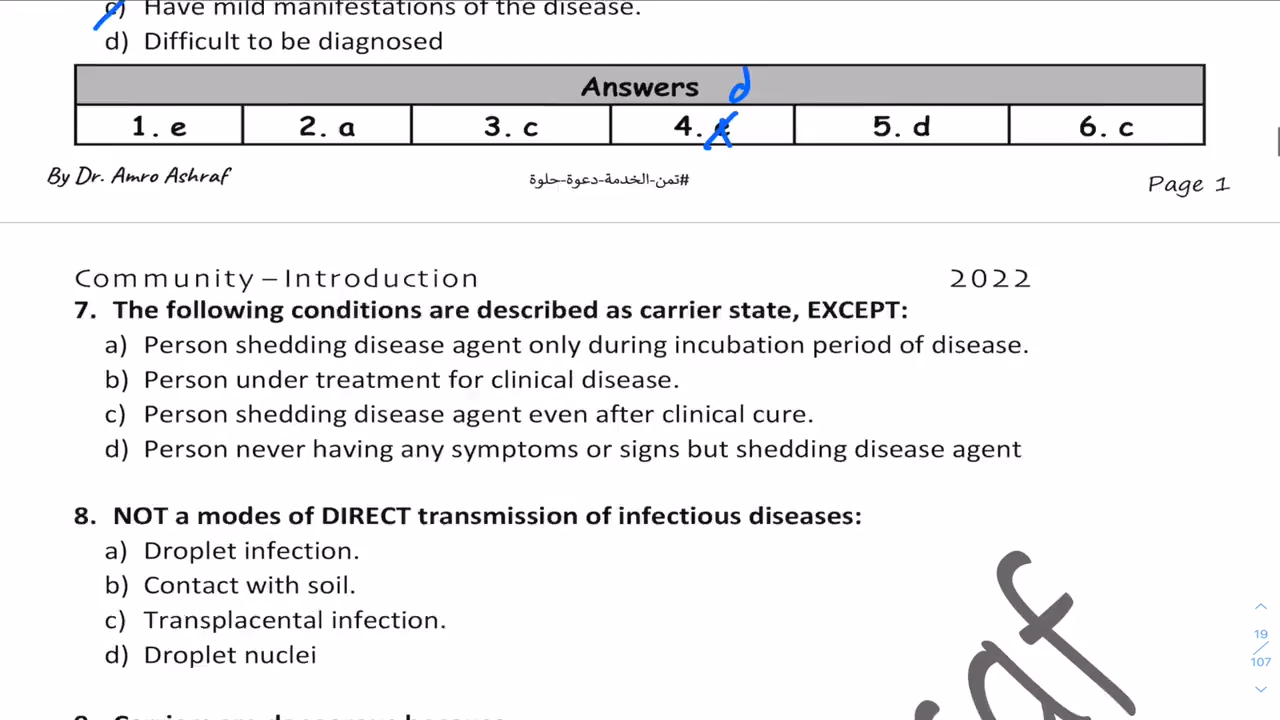 c) Have mild manifestations of the disease.
d) Difficult to be diagnosed
Answers d
1. e 2. a 3. c 4. 5. d 6. c
By Dr. Amro Ashraf #تمن-الخدمة-دعوة-حلوة Page 1
Community – Introduction 2022
7. The following conditions are described as carrier state, EXCEPT:
a) Person shedding disease agent only during incubation period of disease.
b) Person under treatment for clinical disease.
c) Person shedding disease agent even after clinical cure.
d) Person never having any symptoms or signs but shedding disease agent
8. NOT a modes of DIRECT transmission of infectious diseases:
a) Droplet infection.
b) Contact with soil.
c) Transplacental infection.
d) Droplet nuclei
19
/
107